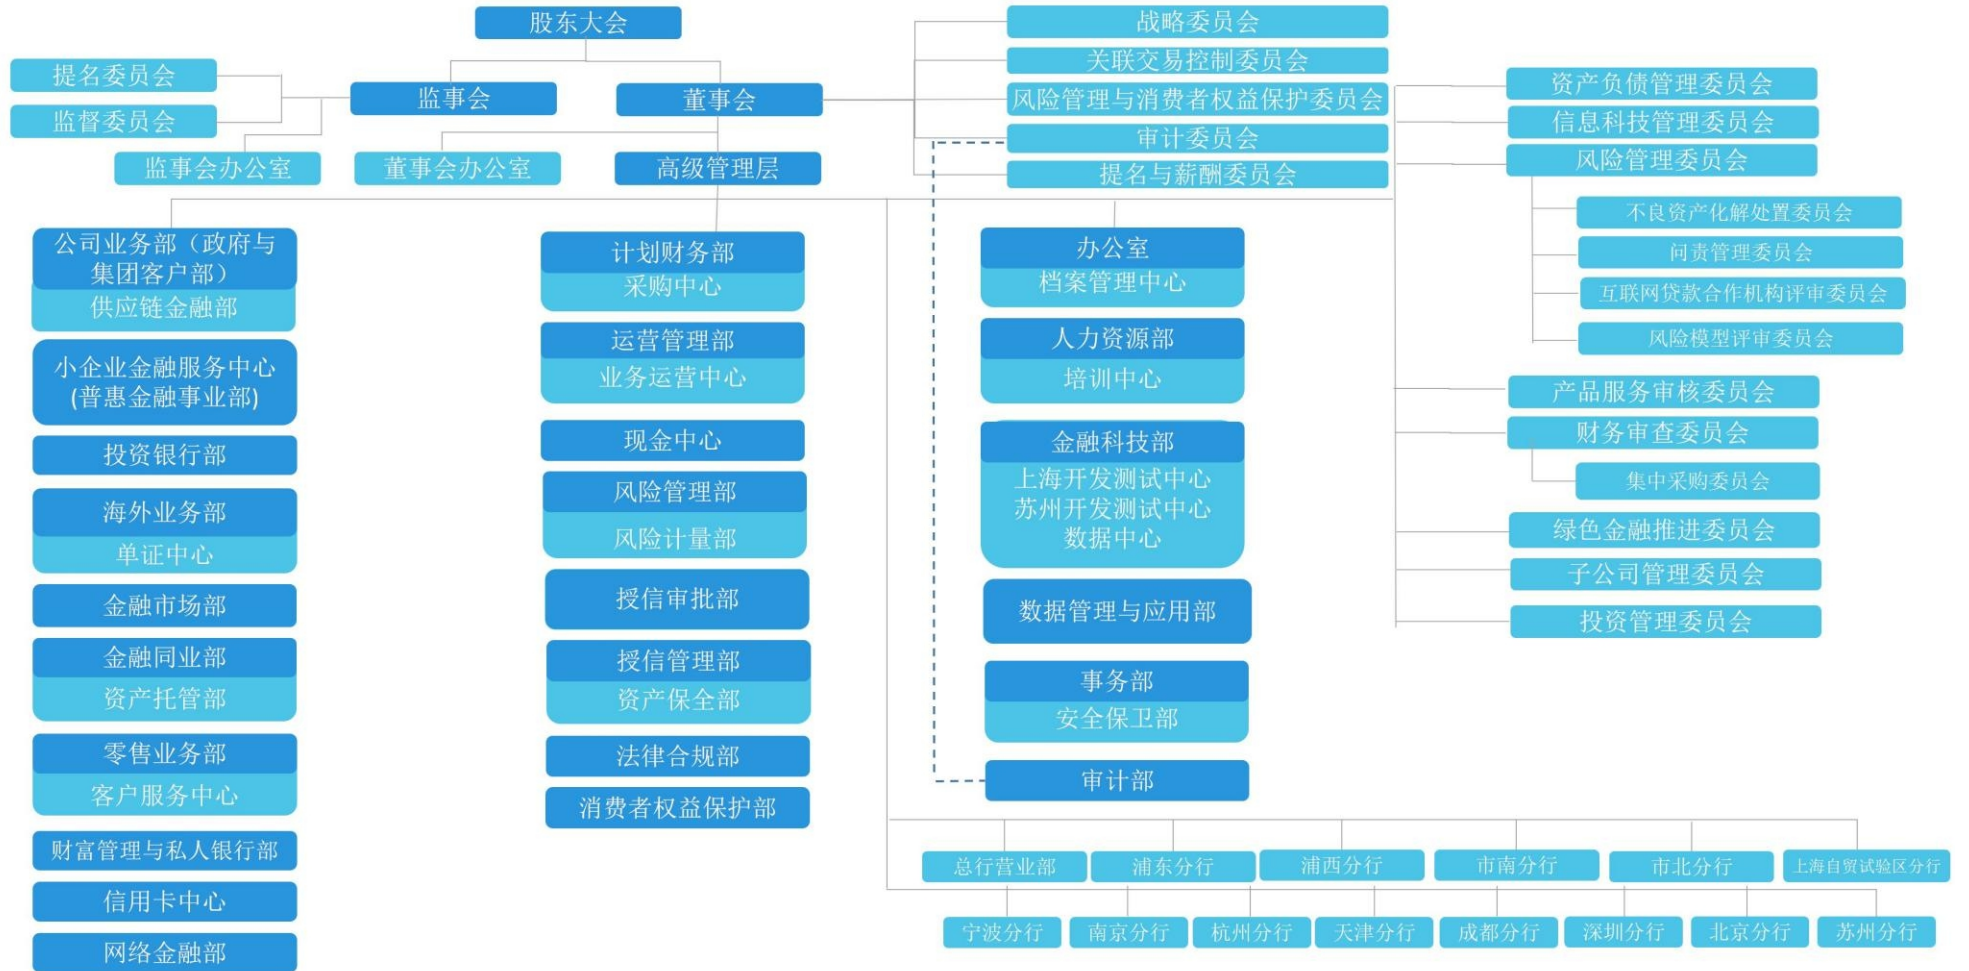 股东大会
提名委员会
监督委员会
监事会
董事会
监事会办公室
董事会办公室
高级管理层
战略委员会
关联交易控制委员会
风险管理与消费者权益保护委员会
审计委员会
提名与薪酬委员会
资产负债管理委员会
信息科技管理委员会
风险管理委员会
不良资产化解处置委员会
问责管理委员会
互联网贷款合作机构评审委员会
风险模型评审委员会
产品服务审核委员会
财务审查委员会
集中采购委员会
绿色金融推进委员会
子公司管理委员会
投资管理委员会
公司业务部（政府与
集团客户部）
供应链金融部
小企业金融服务中心
(普惠金融事业部)
投资银行部
海外业务部
单证中心
金融市场部
金融同业部
资产托管部
零售业务部
客户服务中心
财富管理与私人银行部
信用卡中心
网络金融部
计划财务部
采购中心
运营管理部
业务运营中心
现金中心
风险管理部
风险计量部
授信审批部
授信管理部
资产保全部
法律合规部
消费者权益保护部
办公室
档案管理中心
人力资源部
培训中心
金融科技部
上海开发测试中心
苏州开发测试中心
数据中心
数据管理与应用部
事务部
安全保卫部
审计部
总行营业部
浦东分行
浦西分行
市南分行
市北分行
上海自贸试验区分行
宁波分行
南京分行
杭州分行
天津分行
成都分行
深圳分行
北京分行
苏州分行